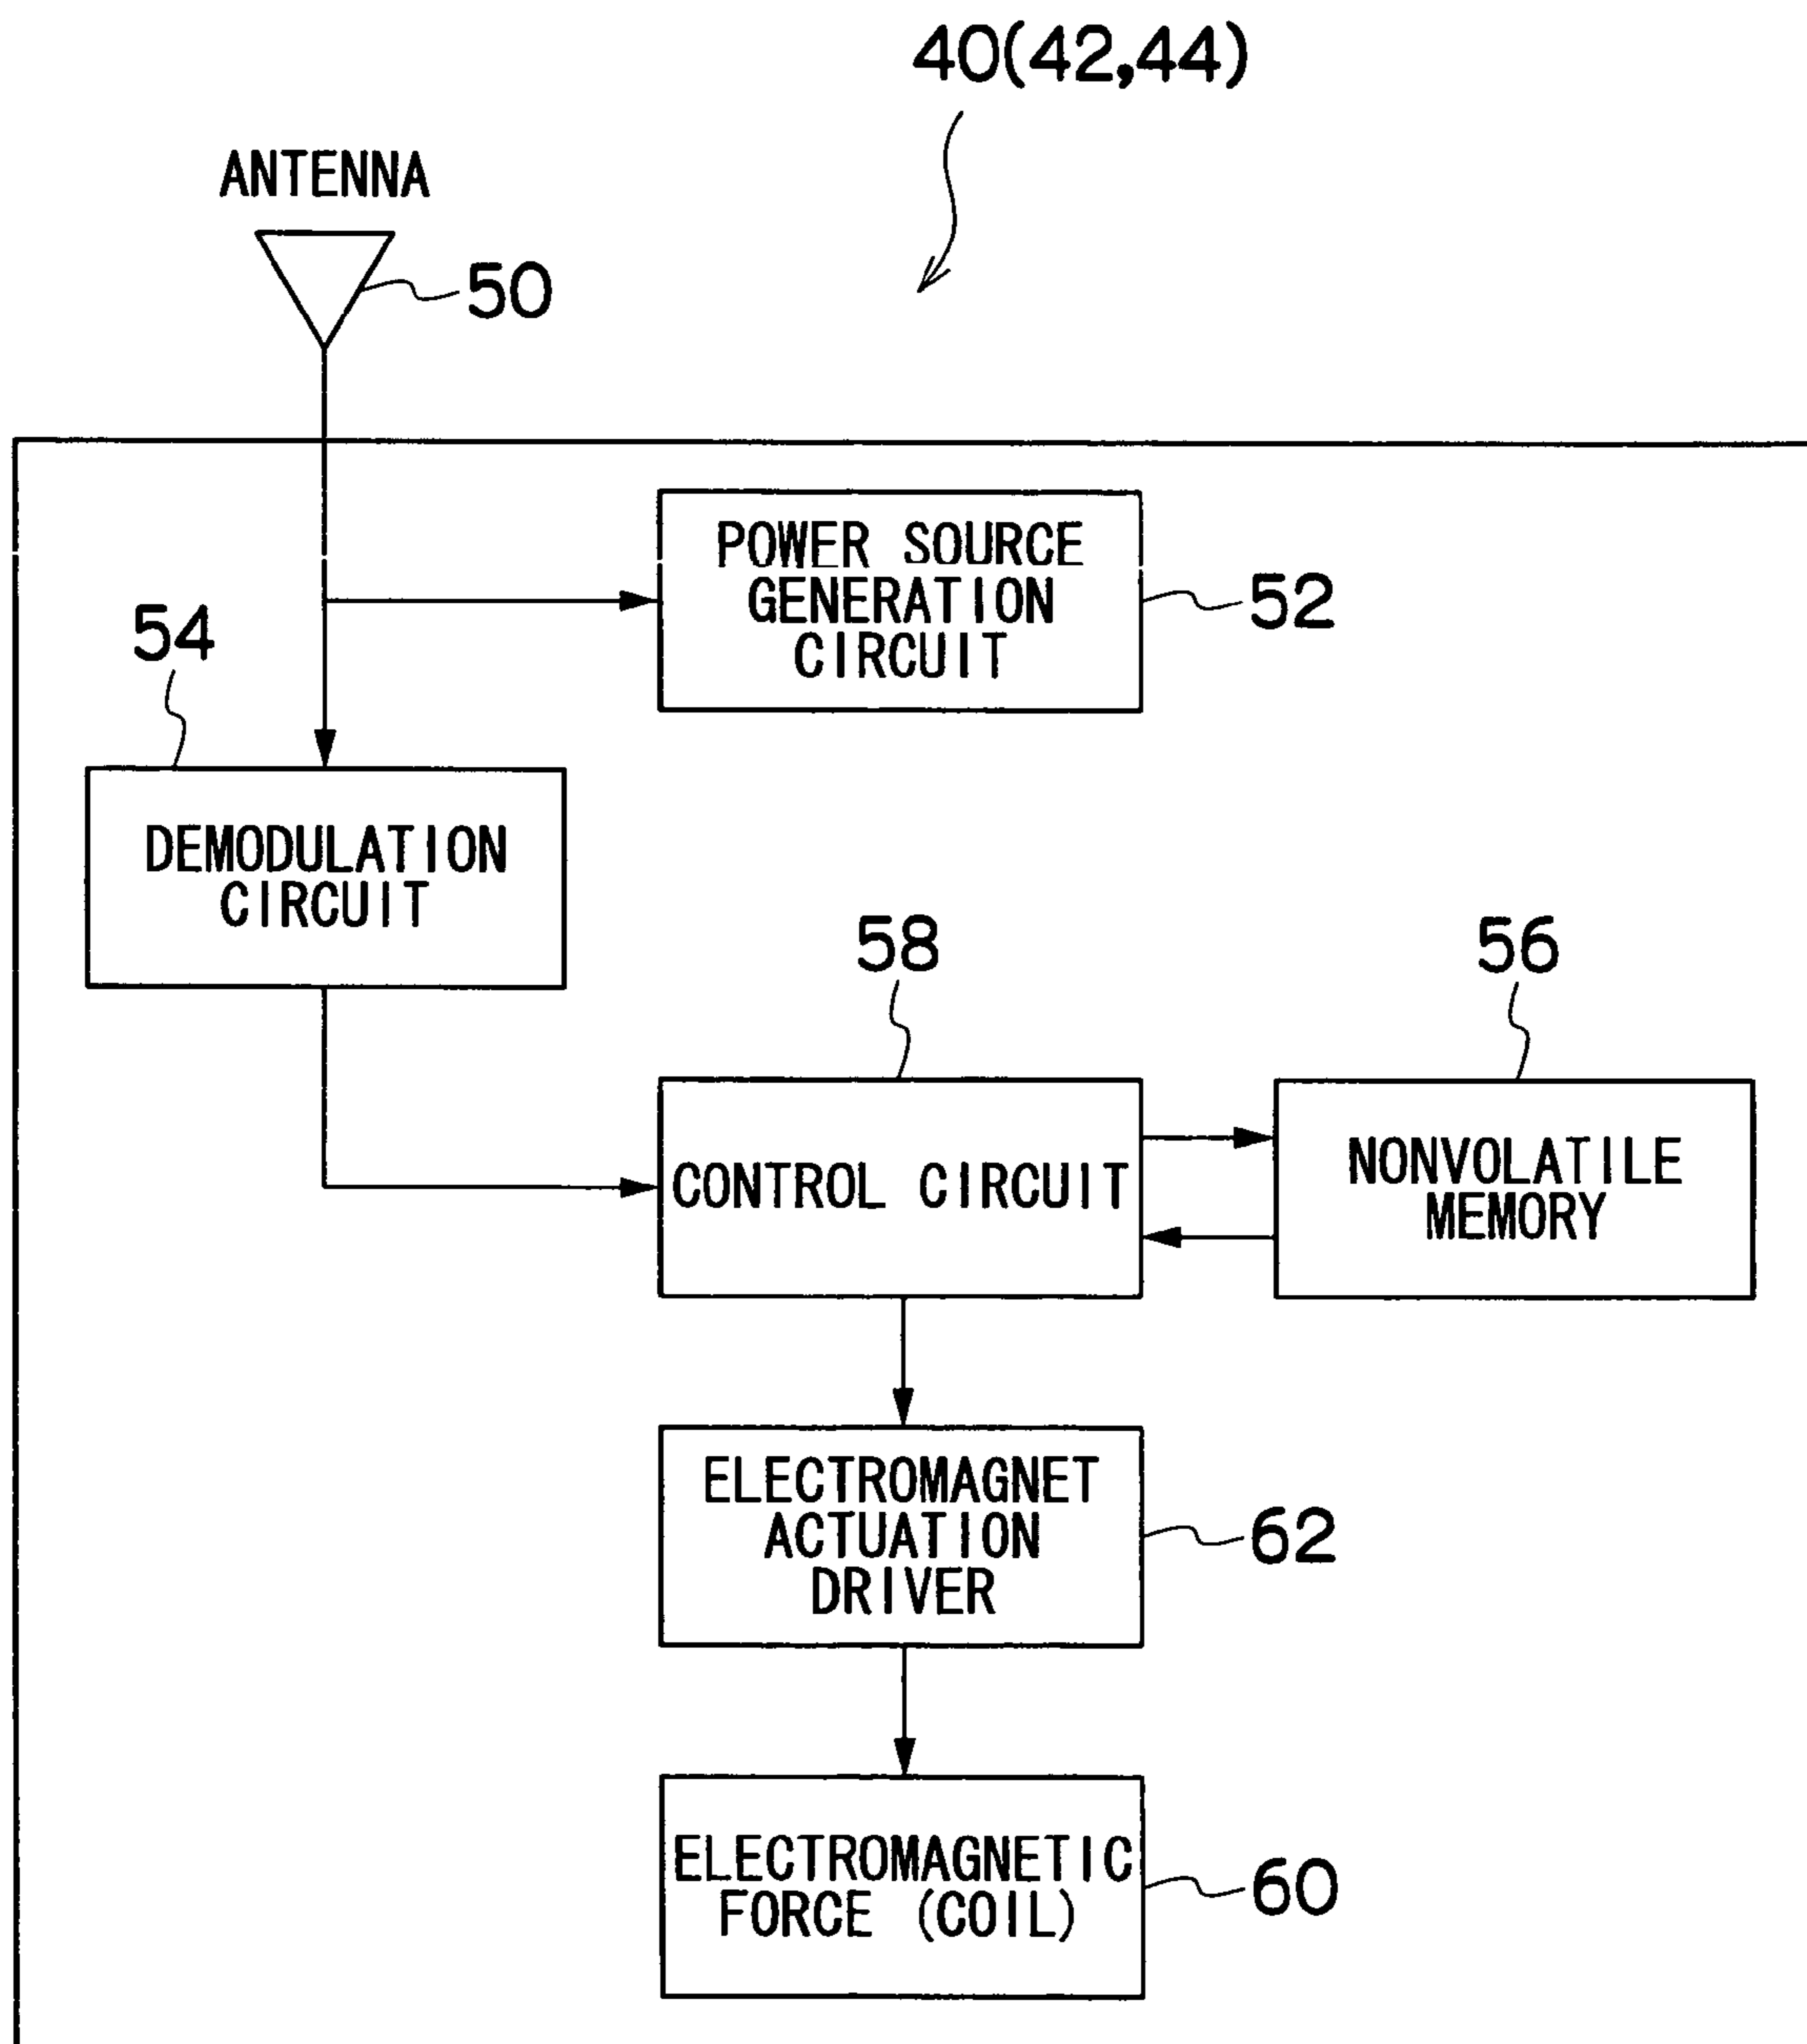 40(42,44)
ANTENNA
50
POWER SOURCE
GENERATION
CIRCUIT
52
54
DEMODULATION
CIRCUIT
58
56
CONTROL CIRCUIT
NONVOLATILE
MEMORY
ELECTROMAGNET
ACTUATION
DRIVER
62
ELECTROMAGNETIC
FORCE (COIL)
60